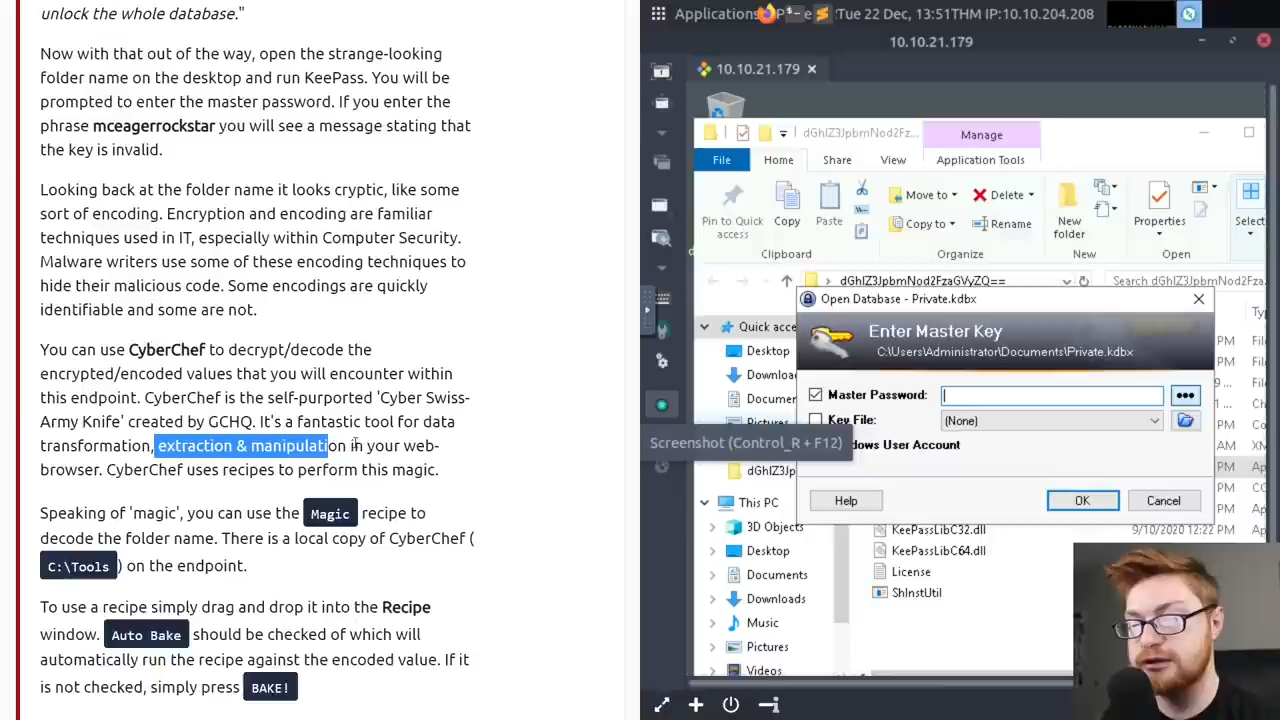 unlock the whole database."
Now with that out of the way, open the strange-looking
folder name on the desktop and run KeePass. You will be
prompted to enter the master password. If you enter the
phrase mceagerrockstar you will see a message stating that
the key is invalid.
Looking back at the folder name it looks cryptic, like some
sort of encoding. Encryption and encoding are familiar
techniques used in IT, especially within Computer Security.
Malware writers use some of these encoding techniques to
hide their malicious code. Some encodings are quickly
identifiable and some are not.
You can use CyberChef to decrypt/decode the
encrypted/encoded values that you will encounter within
this endpoint. CyberChef is the self-purported 'Cyber Swiss-
Army Knife' created by GCHQ. It's a fantastic tool for data
transformation, extraction & manipulation in your web-
browser. CyberChef uses recipes to perform this magic.
Speaking of 'magic', you can use the Magic recipe to
decode the folder name. There is a local copy of CyberChef (
C:\Tools ) on the endpoint.
To use a recipe simply drag and drop it into the Recipe
window. Auto Bake should be checked of which will
automatically run the recipe against the encoded value. If it
is not checked, simply press BAKE!
Applications Tue 22 Dec, 13:51 THM IP:10.10.204.208
10.10.21.179
10.10.21.179
dGhlZ3JpbmNod2Fz... Manage
File Home Share View Application Tools
Pin to Quick access
Copy
Paste
Move to
Copy to
Delete
Rename
New folder
Properties
Select
Clipboard Organize New Open
dGhlZ3JpbmNod2FzaGVyZQ== Search dGhlZ3JpbmNod2FzaGVyZQ
Open Database - Private.kdbx
Enter Master Key
C:\Users\Administrator\Documents\Private.kdbx
Master Password:
Key File: (None)
Screenshot (Control_R + F12)
User Account
Help OK Cancel
Quick acce
Desktop
Downloa
Documer
Pictures
dGhlZ3J
This PC
3D Objects
Desktop
Documents
Downloads
Music
Pictures
Videos
KeePassLibC32.dll 9/10/2020 12:22 PM
KeePassLibC64.dll
License
ShInstUtil